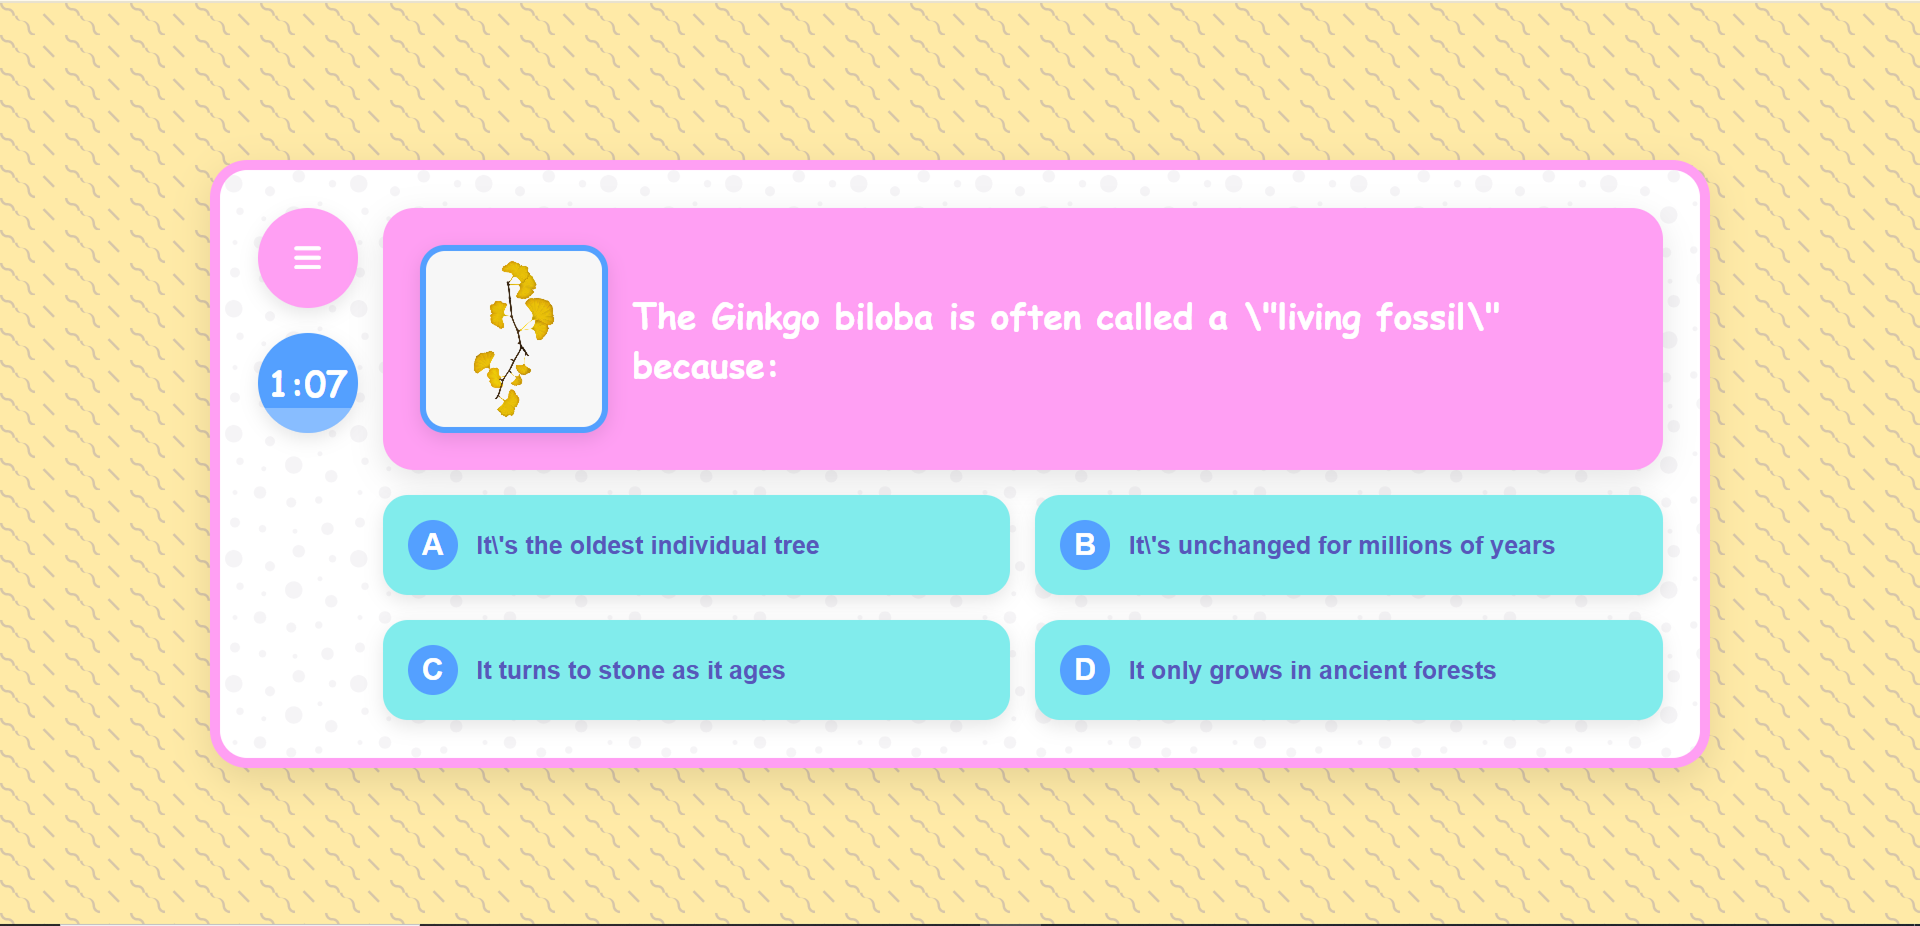 1:07
The Ginkgo biloba is often called a \"living fossil\"
because:
A It\'s the oldest individual tree
B It\'s unchanged for millions of years
C It turns to stone as it ages
D It only grows in ancient forests